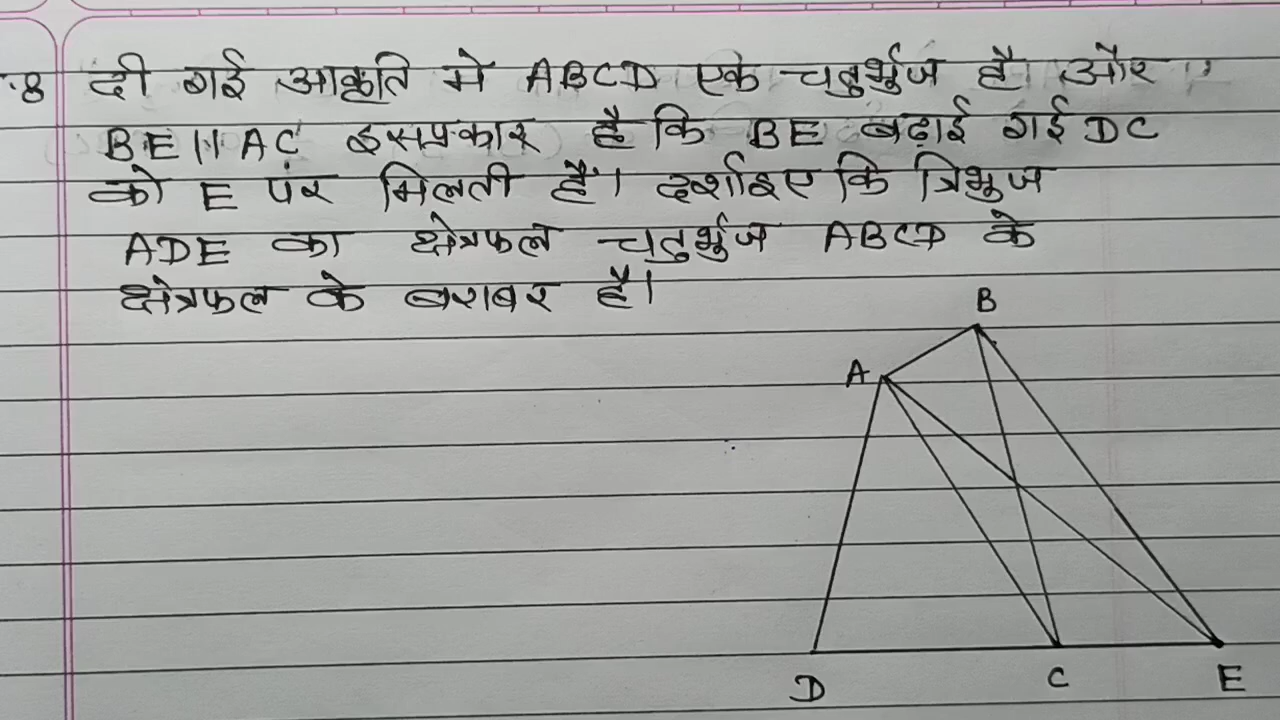 .8 दी गई आकृति मे ABCD एक चतुर्भुज है। और
BE || AC इसप्रकार है कि BE बढ़ाई गई DC
को E पर मिलती है। दर्शाइए कि त्रिभुज
ADE का क्षेत्रफल चतुर्भुज ABCD के
क्षेत्रफल के बराबर है।
B
A
D C E